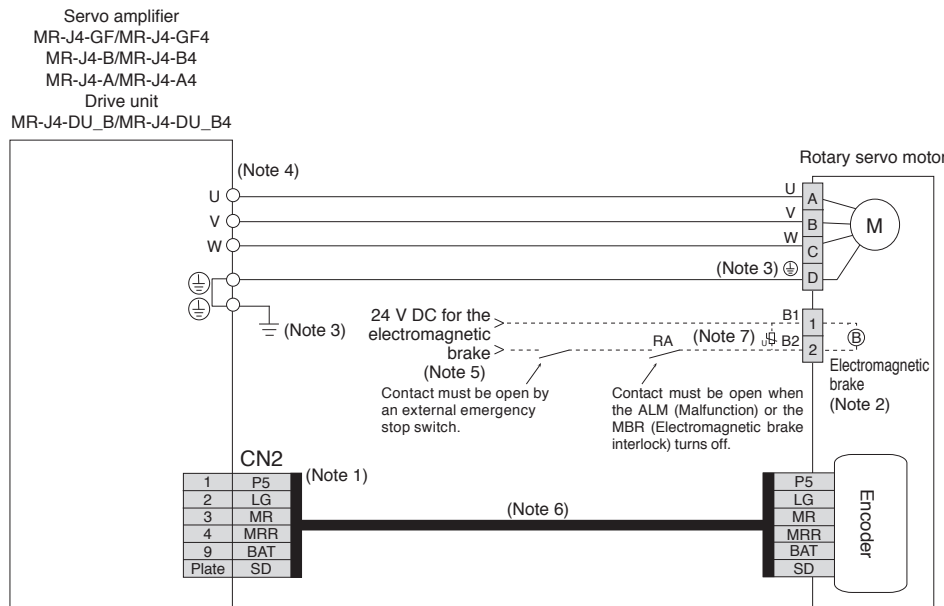 Servo amplifier
MR-J4-GF/MR-J4-GF4
MR-J4-B/MR-J4-B4
MR-J4-A/MR-J4-A4
Drive unit
MR-J4-DU_B/MR-J4-DU_B4
(Note 4)
Rotary servo motor
U
U
A
V
V
B
M
W
W
C
(Note 3)
D
(Note 3)
24 V DC for the
electromagnetic
brake
(Note 5)
B1
1
RA
(Note 7)
U
B2
2
B
Electromagnetic
brake
(Note 2)
Contact must be open by
an external emergency
stop switch.
Contact must be open when
the ALM (Malfunction) or the
MBR (Electromagnetic brake
interlock) turns off.
CN2
(Note 1)
1 P5
2 LG
3 MR
4 MRR
9 BAT
Plate SD
(Note 6)
P5
LG
MR
MRR
BAT
SD
Encoder